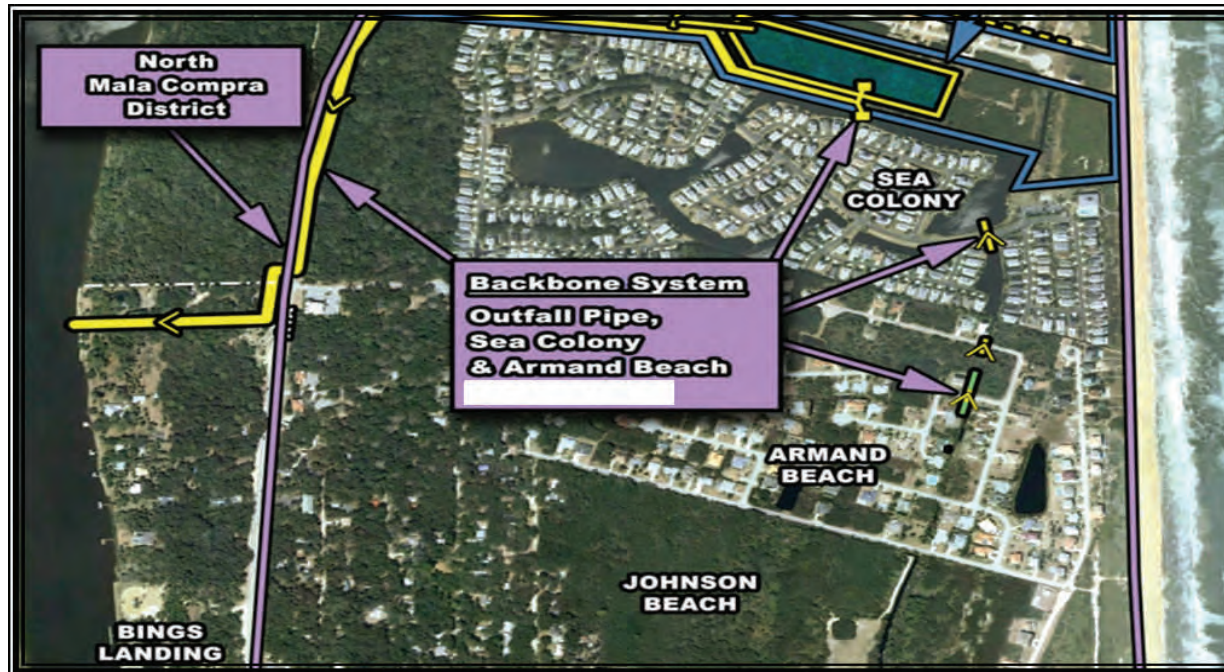 North
Mala Compra
District
SEA
COLONY
Backbone System
Outfall Pipe,
Sea Colony
& Armand Beach
ARMAND
BEACH
JOHNSON
BEACH
BINGS
LANDING